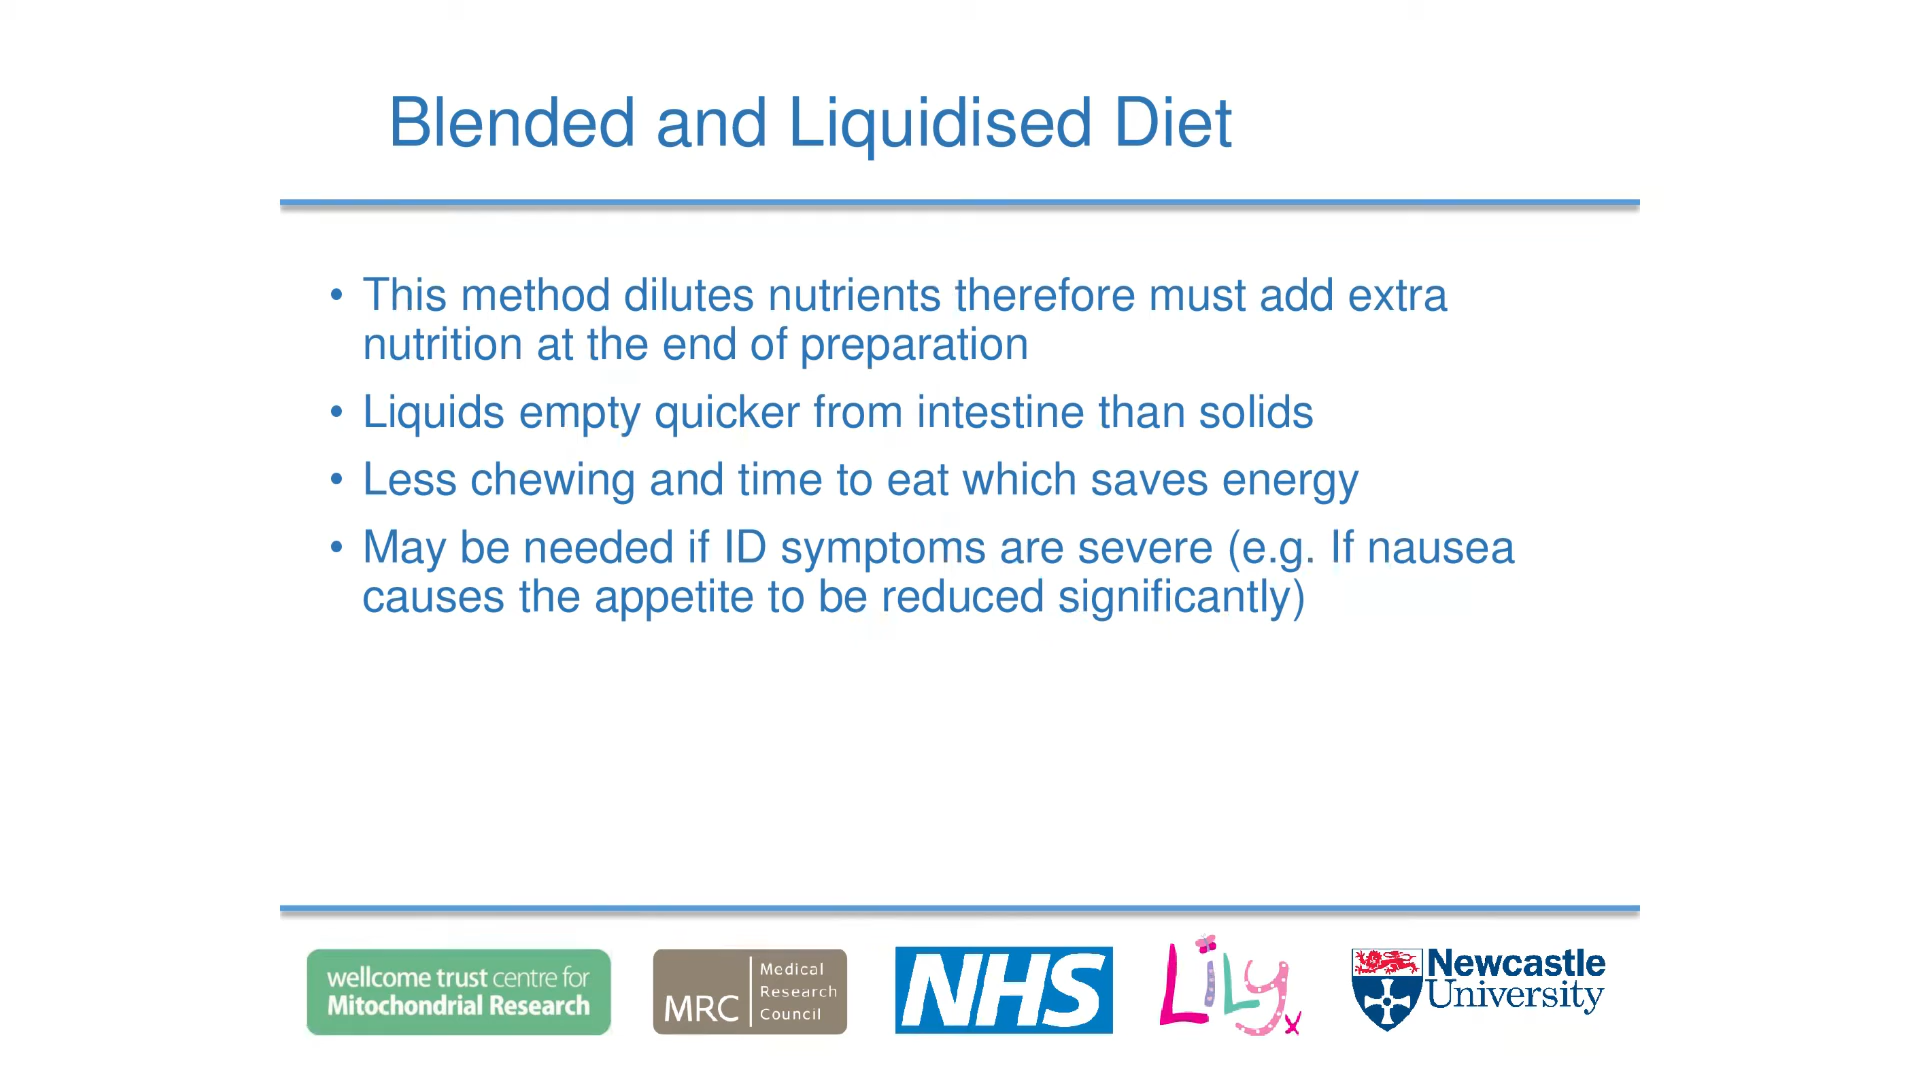 Blended and Liquidised Diet
• This method dilutes nutrients therefore must add extra
nutrition at the end of preparation
• Liquids empty quicker from intestine than solids
• Less chewing and time to eat which saves energy
• May be needed if ID symptoms are severe (e.g. If nausea
causes the appetite to be reduced significantly)
wellcome trust centre for
Mitochondrial Research
MRC
Medical
Research
Council
NHS
Lily x
Newcastle
University